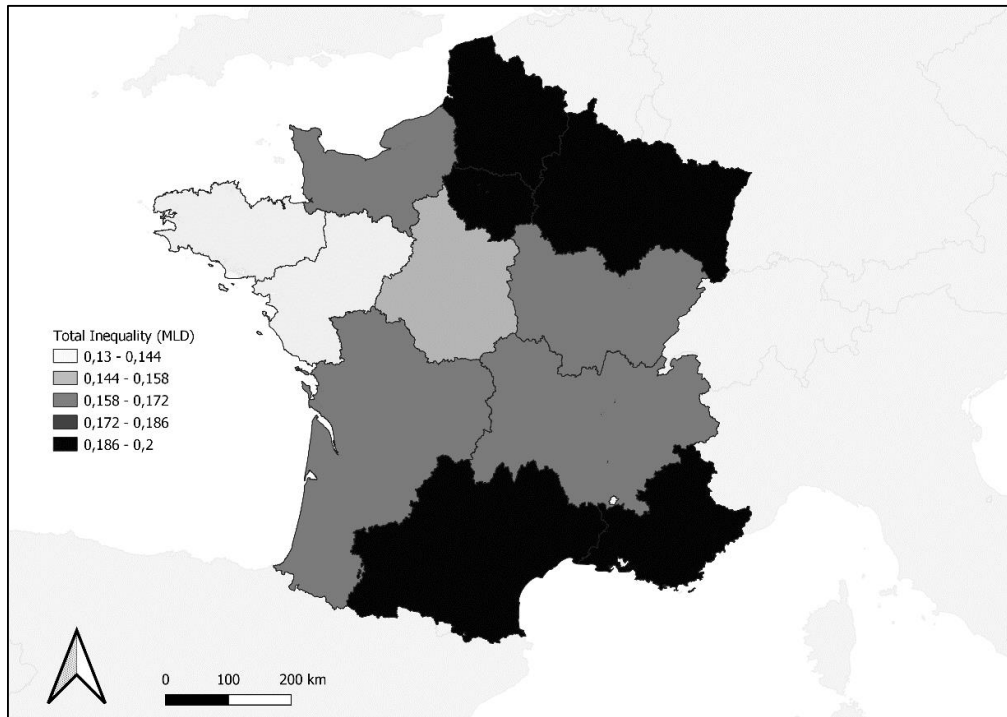 Total Inequality (MLD)
0,13 - 0,144
0,144 - 0,158
0,158 - 0,172
0,172 - 0,186
0,186 - 0,2
0 100 200 km